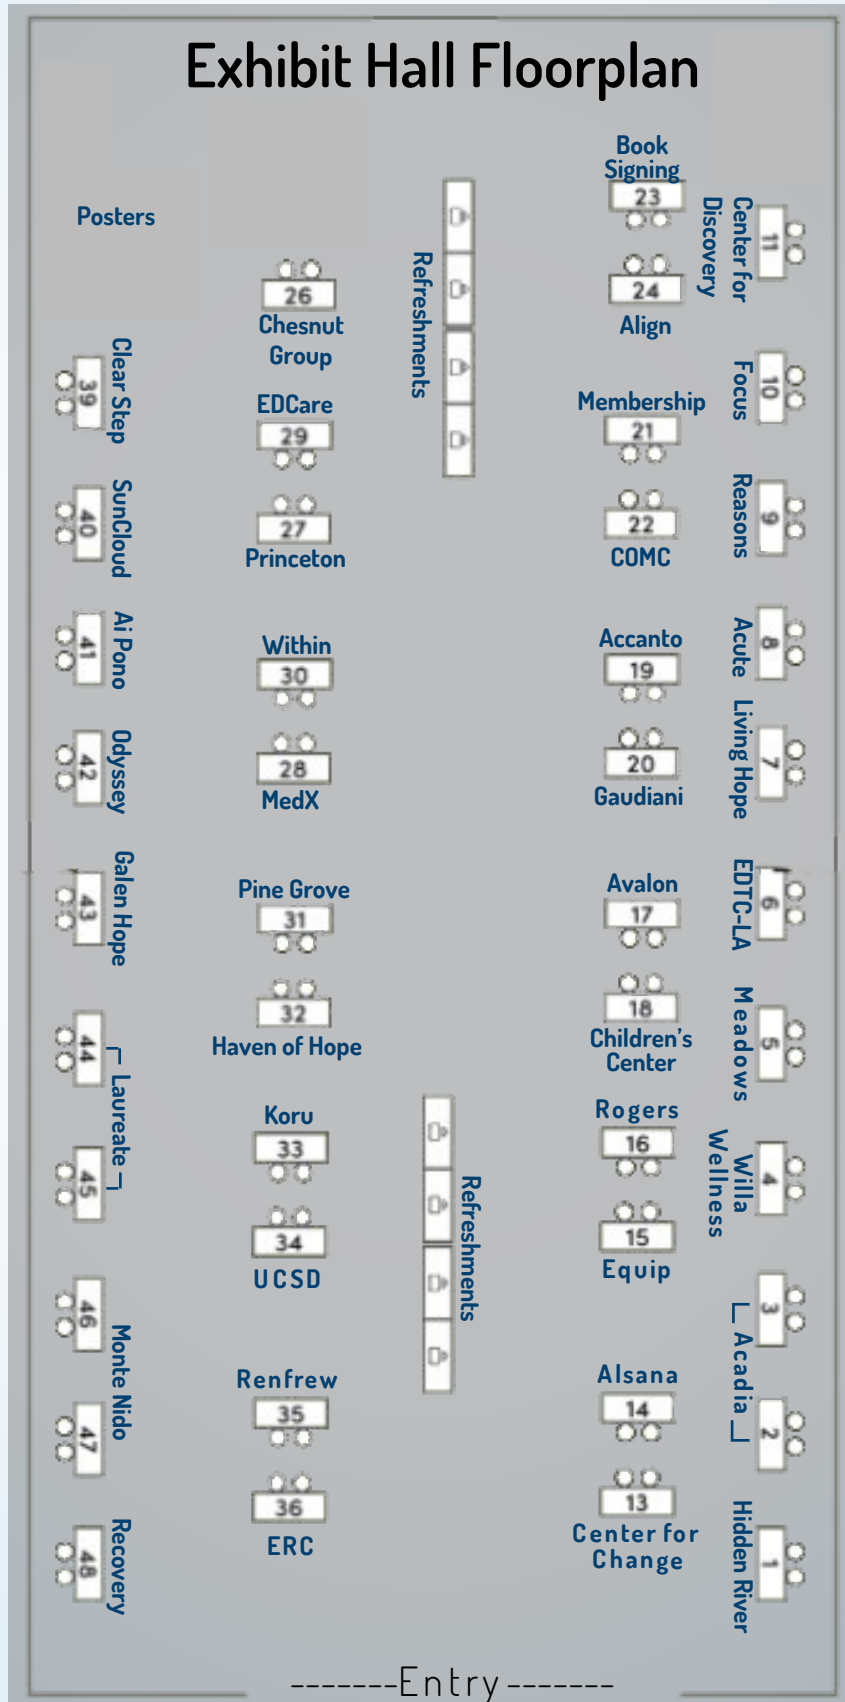 Exhibit Hall Floorplan
Posters
Book
Signing
23
24
Align
Center for
Discovery
11
26
Chesnut
Group
Refreshments
Clear Step
39
EDCare
29
27
Princeton
Membership
21
22
COMC
Focus
10
SunCloud
40
Reasons
9
Ai Pono
41
Within
30
28
MedX
Accanto
19
20
Gaudiani
Acute
8
Odyssey
42
Living Hope
7
Galen Hope
43
Pine Grove
31
32
Haven of Hope
Avalon
17
18
Children's
Center
EDTC-LA
6
Meadows
5
44
Laureate
45
Koru
33
34
UCSD
Refreshments
Rogers
16
15
Equip
Willa
Wellness
4
46
Monte Nido
47
Renfrew
35
36
ERC
Alsana
14
13
Center for
Change
3
Acadia
2
Recovery
48
Hidden River
1
-------Entry-------